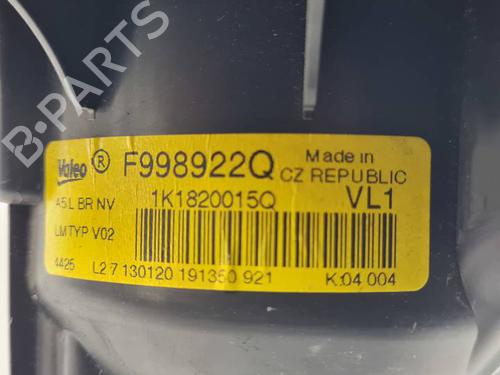 B-PARTS
Valeo ® F998922Q Made in
CZ REPUBLIC
A5 L BR NV 1K1820015Q VL1
LM TYP V02
4425 L2 7 130120 191350 921 K:04 004